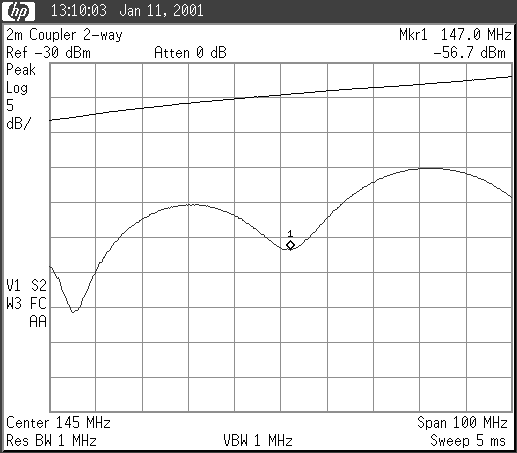 hp 13:10:03 Jan 11, 2001
2m Coupler 2-way Mkr1 147.0 MHz
Ref -30 dBm Atten 0 dB -56.7 dBm
Peak
Log
5
dB/
1
V1 S2
W3 FC
AA
Center 145 MHz Span 100 MHz
Res BW 1 MHz VBW 1 MHz Sweep 5 ms